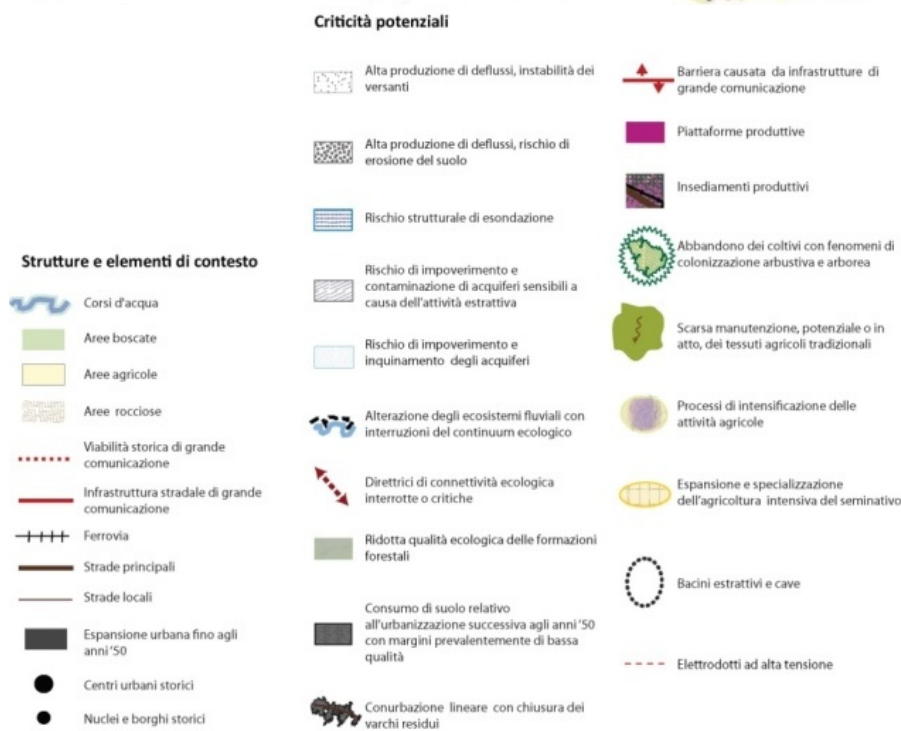 Criticità potenziali
Alta produzione di deflussi, instabilità dei
versanti
Alta produzione di deflussi, rischio di
erosione del suolo
Rischio strutturale di esondazione
Rischio di impoverimento e
contaminazione di acquiferi sensibili a
causa dell'attività estrattiva
Rischio di impoverimento e
inquinamento degli acquiferi
Alterazione degli ecosistemi fluviali con
interruzioni del continuum ecologico
Direttrici di connettività ecologica
interrotte o critiche
Ridotta qualità ecologica delle formazioni
forestali
Consumo di suolo relativo
all'urbanizzazione successiva agli anni '50
con margini prevalentemente di bassa
qualità
Conurbazione lineare con chiusura dei
varchi residui
Barriera causata da infrastrutture di
grande comunicazione
Piattaforme produttive
Insediamenti produttivi
Abbandono dei coltivi con fenomeni di
colonizzazione arbustiva e arborea
Scarsa manutenzione, potenziale o in
atto, dei tessuti agricoli tradizionali
Processi di intensificazione delle
attività agricole
Espansione e specializzazione
dell'agricoltura intensiva del seminativo
Bacini estrattivi e cave
Elettrodotti ad alta tensione
Strutture e elementi di contesto
Corsi d'acqua
Aree boscate
Aree agricole
Aree rocciose
Viabilità storica di grande
comunicazione
Infrastruttura stradale di grande
comunicazione
Ferrovia
Strade principali
Strade locali
Espansione urbana fino agli
anni '50
Centri urbani storici
Nuclei e borghi storici